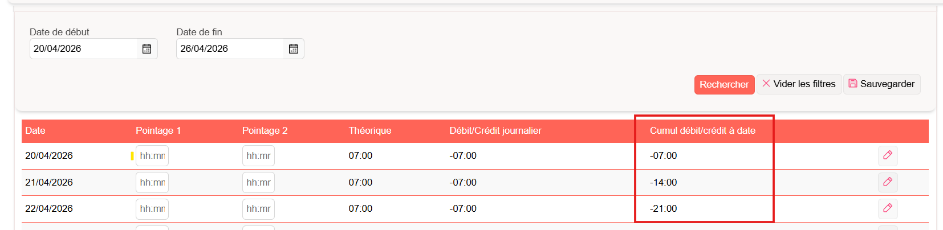 Date de début Date de fin
20/04/2026 26/04/2026
Rechercher Vider les filtres Sauvegarder
Date Pointage 1 Pointage 2 Théorique Débit/Crédit journalier Cumul débit/crédit à date
20/04/2026 hh:mn hh:mr 07:00 -07:00 -07:00
21/04/2026 hh:mn hh:mr 07:00 -07:00 -14:00
22/04/2026 hh:mn hh:mr 07:00 -07:00 -21:00